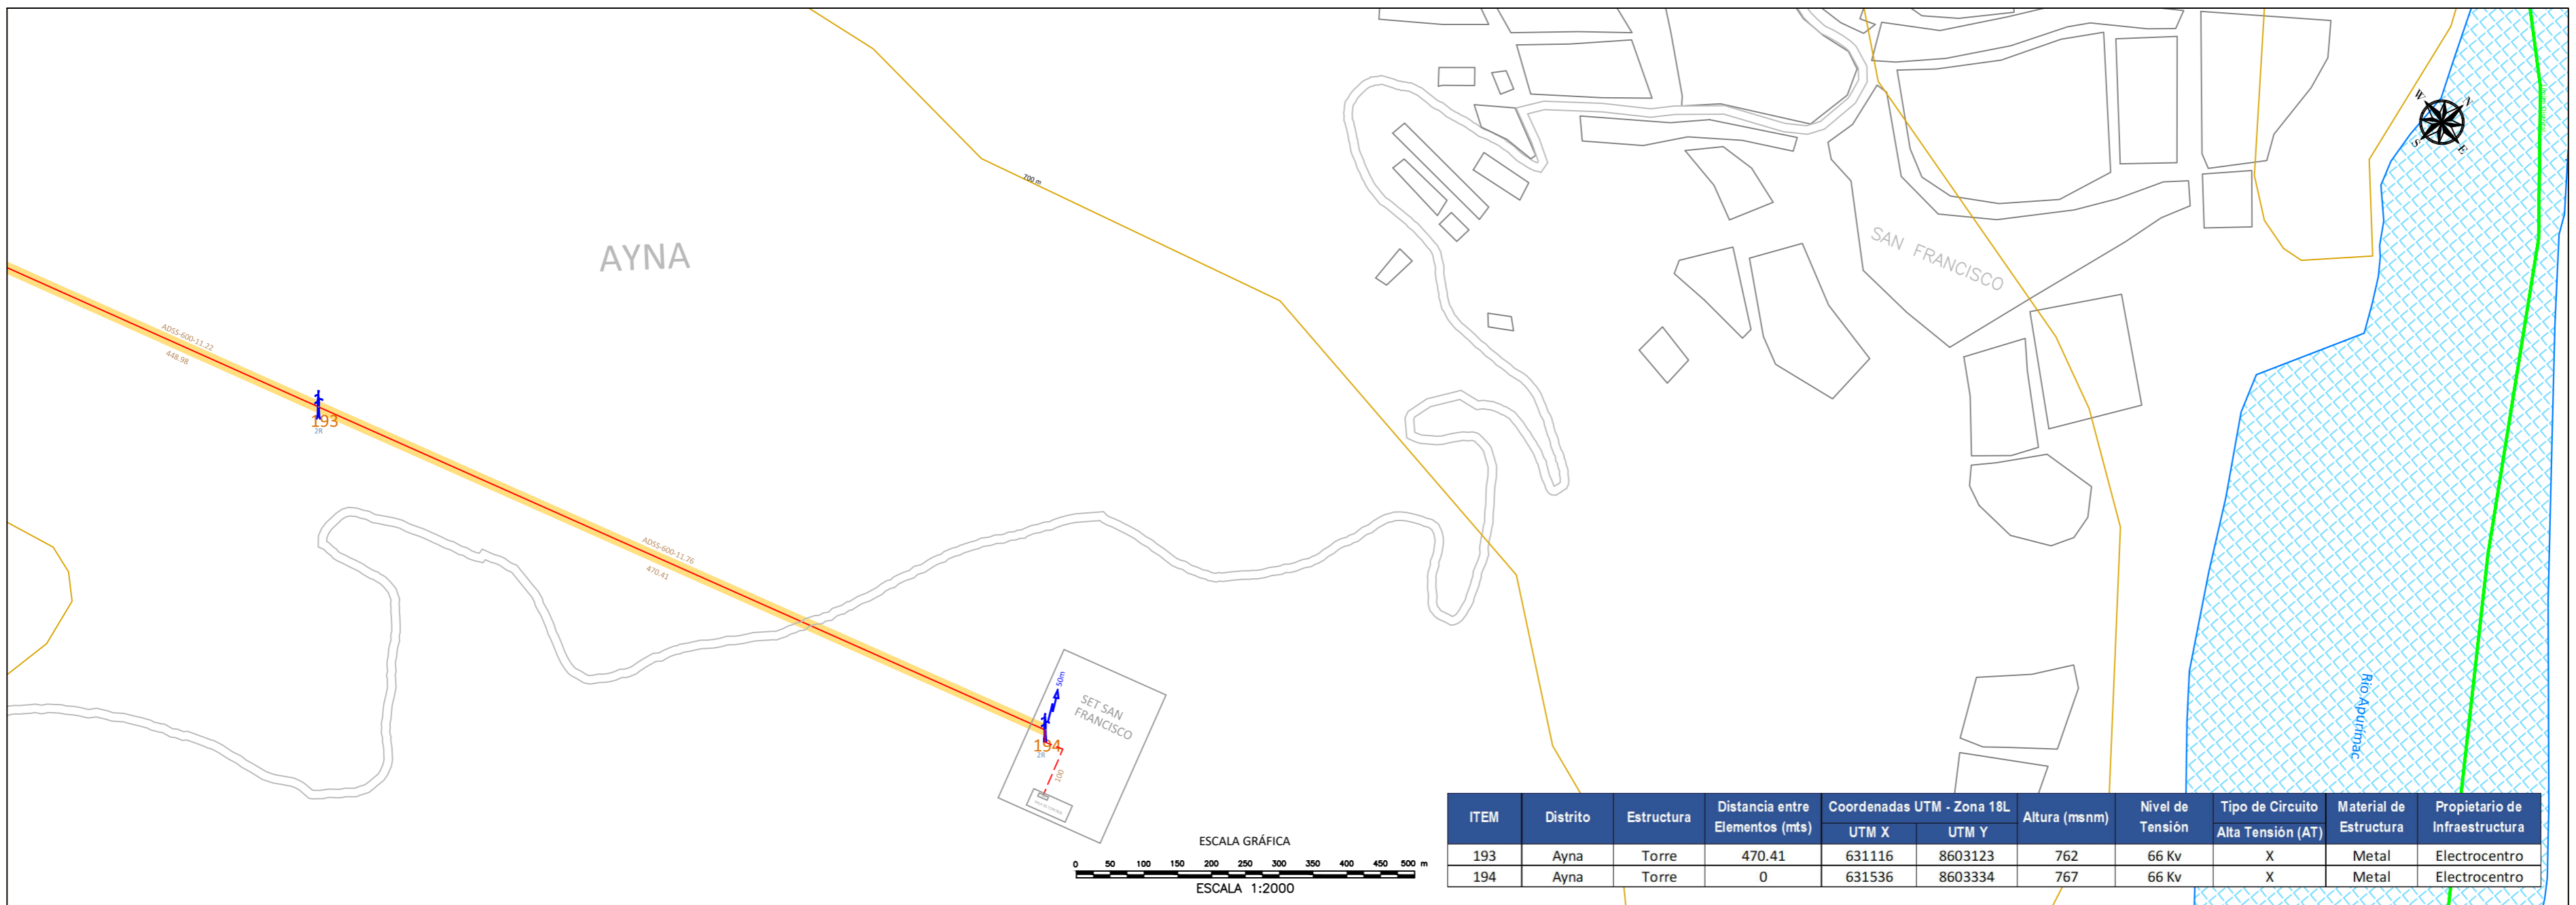 700 m
AYNA
SAN FRANCISCO
W
N
S
E
ADSS-600-11.22
448.98
193
2R
ADSS-600-11.76
470.41
50m
SET SAN
FRANCISCO
194
2R
100
Río Apurímac
ESCALA GRÁFICA
0 50 100 150 200 250 300 350 400 450 500 m
ESCALA 1:2000
ITEM Distrito Estructura Distancia entre Elementos (mts) Coordenadas UTM - Zona 18L Altura (msnm) Nivel de Tensión Tipo de Circuito Material de Estructura Propietario de Infraestructura
UTM X UTM Y Alta Tensión (AT)
193 Ayna Torre 470.41 631116 8603123 762 66 Kv X Metal Electrocentro
194 Ayna Torre 0 631536 8603334 767 66 Kv X Metal Electrocentro